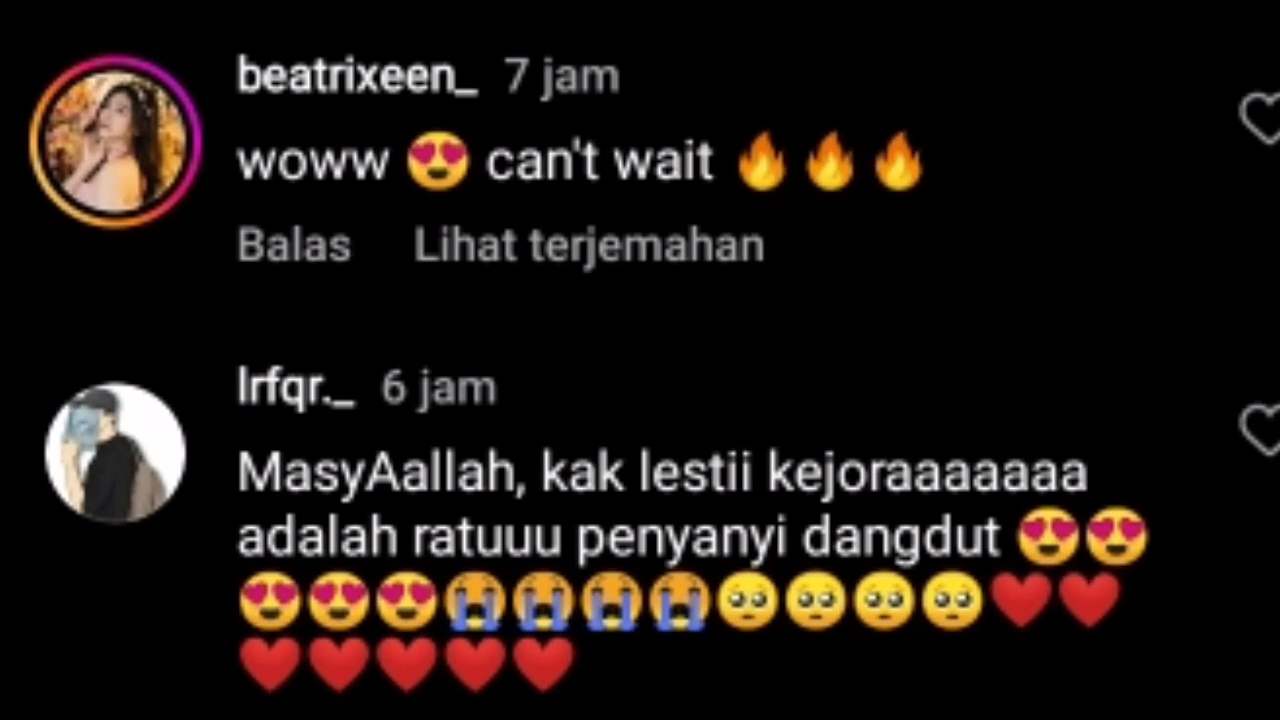 beatrixeen_ 7 jam
woww 😍 can't wait 🔥🔥🔥
Balas Lihat terjemahan
lrfqr._ 6 jam
MasyAallah, kak lestii kejoraaaaaaa
adalah ratuuu penyanyi dangdut 😍😍
😍😍😍😭😭😭😭🥺🥺🥺🥺❤️❤️
❤️❤️❤️❤️❤️